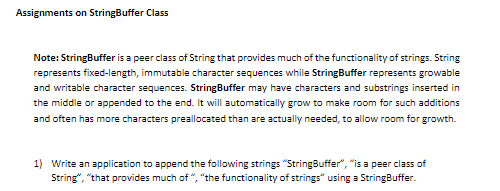 Assignments on StringBuffer Class
Note: StringBuffer is a peer class of String that provides much of the functionality of strings. String
represents fixed-length, immutable character sequences while StringBuffer represents growable
and writable character sequences. StringBuffer may have characters and substrings inserted in
the middle or appended to the end. It will automatically grow to make room for such additions
and often has more characters preallocated than are actually needed, to allow room for growth.
1) Write an application to append the following strings “StringBuffer”, “is a peer class of
String”, “that provides much of “, “the functionality of strings” using a StringBuffer.